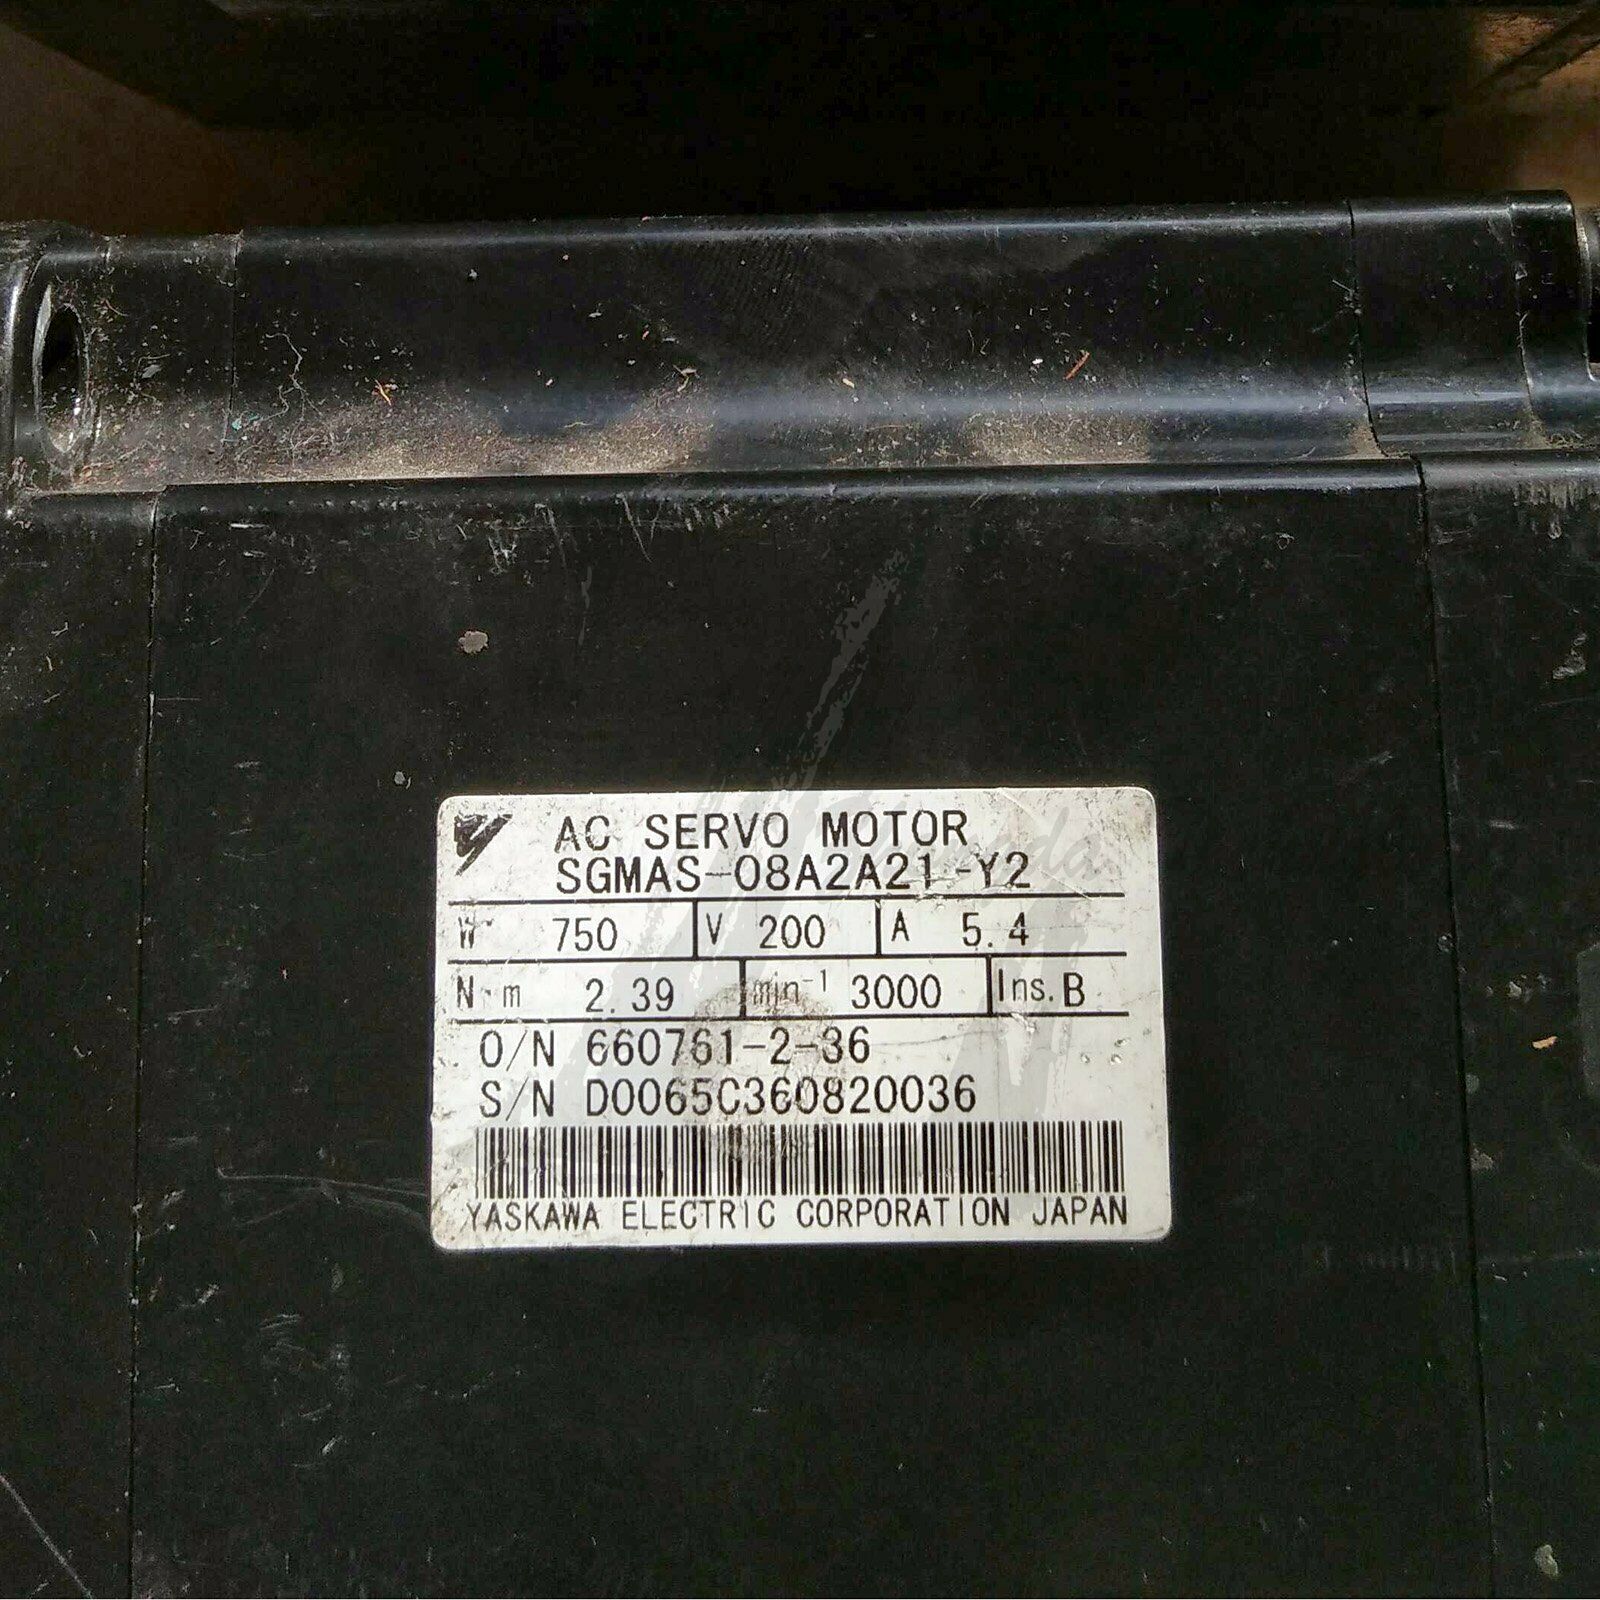 AC SERVO MOTOR
SGMAS-08A2A21-Y2
W 750 V 200 A 5.4
N·m 2.39 min⁻¹ 3000 Ins. B
O/N 660761-2-36
S/N D0065C360820036
YASKAWA ELECTRIC CORPORATION JAPAN